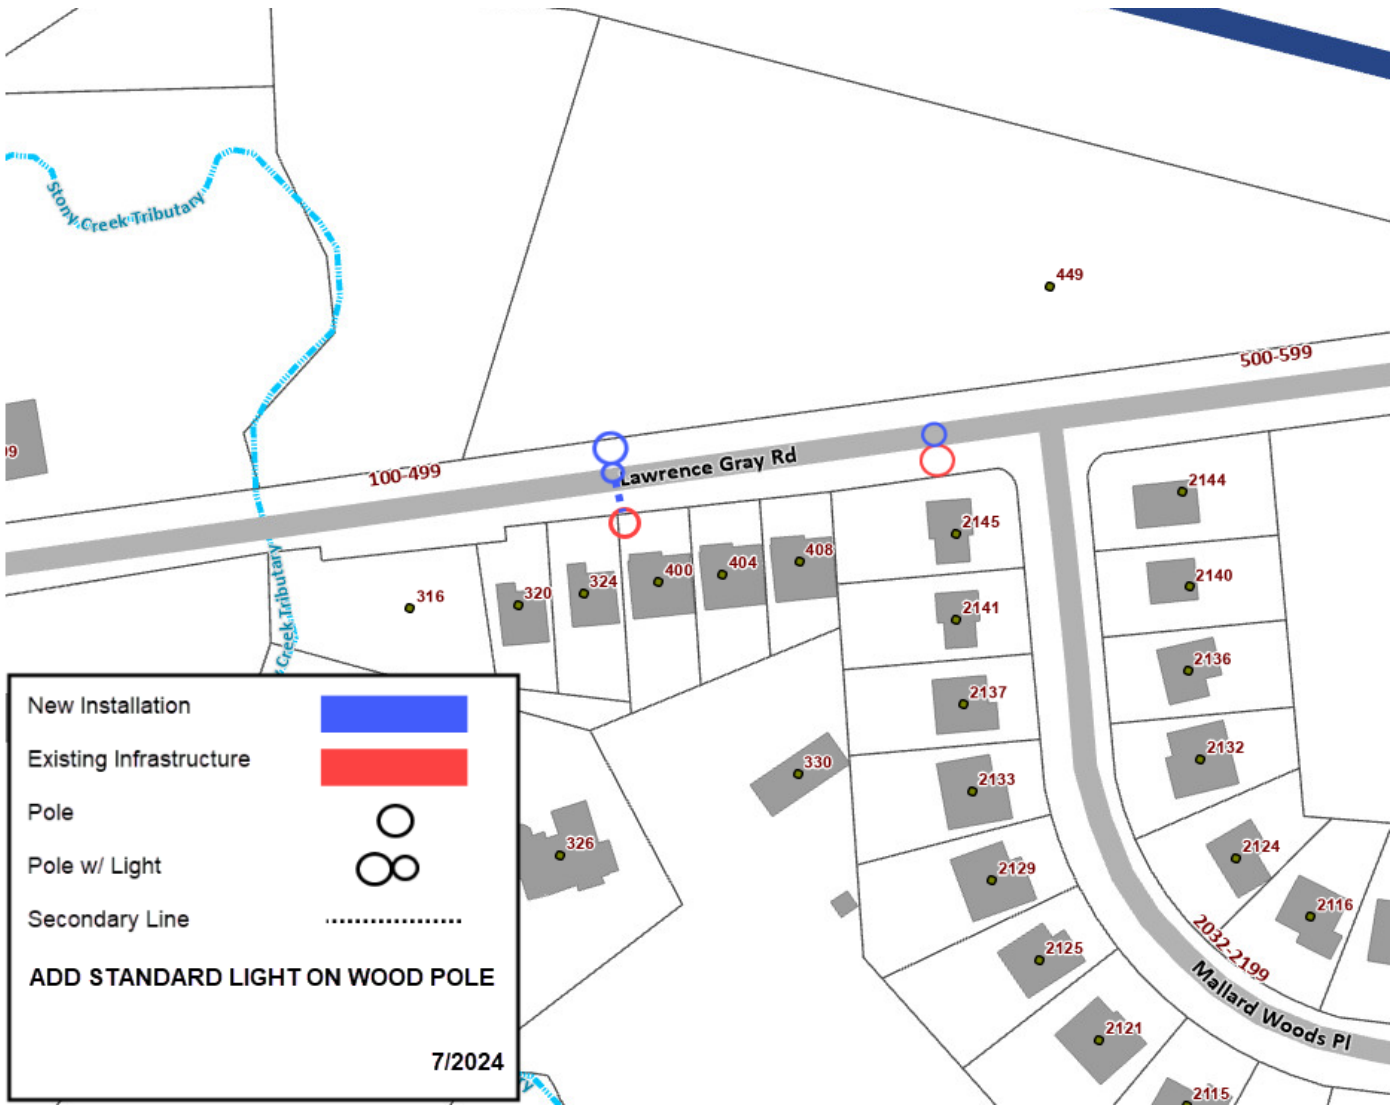 Stony Creek Tributary
449
500-599
99
100-499
Lawrence Gray Rd
2144
2145
408
404
400
324
320
316
2140
2141
Creek Tributary
2136
2137
2132
330
2133
326
2124
2129
2116
2125
2032-2199
Mallard Woods Pl
2121
2115
New Installation
Existing Infrastructure
Pole
Pole w/ Light
Secondary Line
ADD STANDARD LIGHT ON WOOD POLE
7/2024